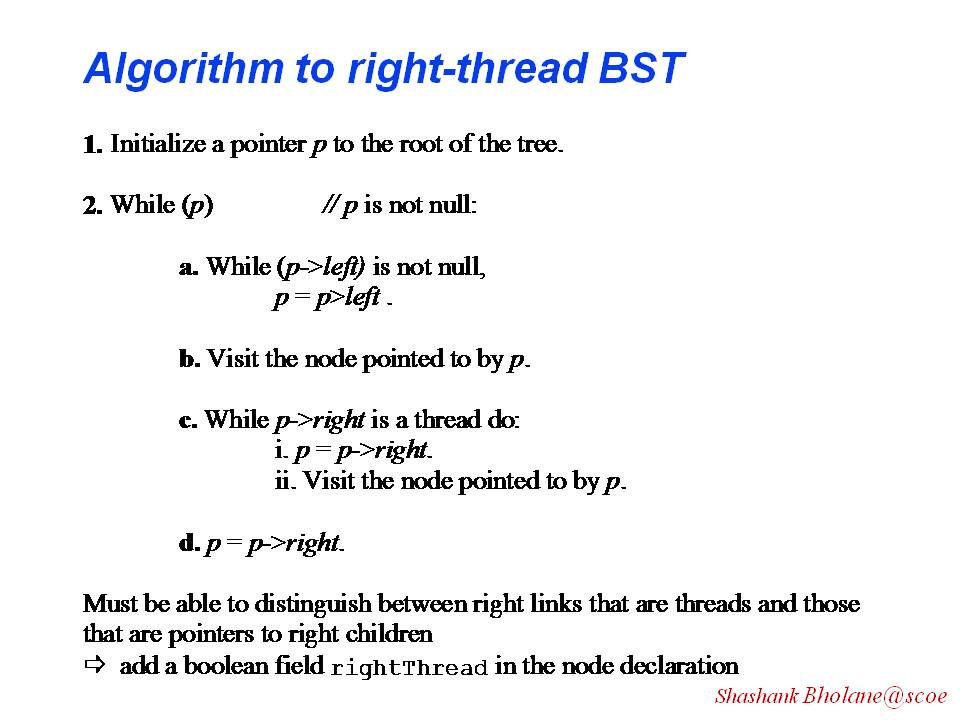 Algorithm to right-thread BST
1. Initialize a pointer p to the root of the tree.
2. While (p) // p is not null:
a. While (p->left) is not null,
p = p>left .
b. Visit the node pointed to by p.
c. While p->right is a thread do:
i. p = p->right.
ii. Visit the node pointed to by p.
d. p = p->right.
Must be able to distinguish between right links that are threads and those
that are pointers to right children
⇨ add a boolean field rightThread in the node declaration
Shashank Bholane@scoe